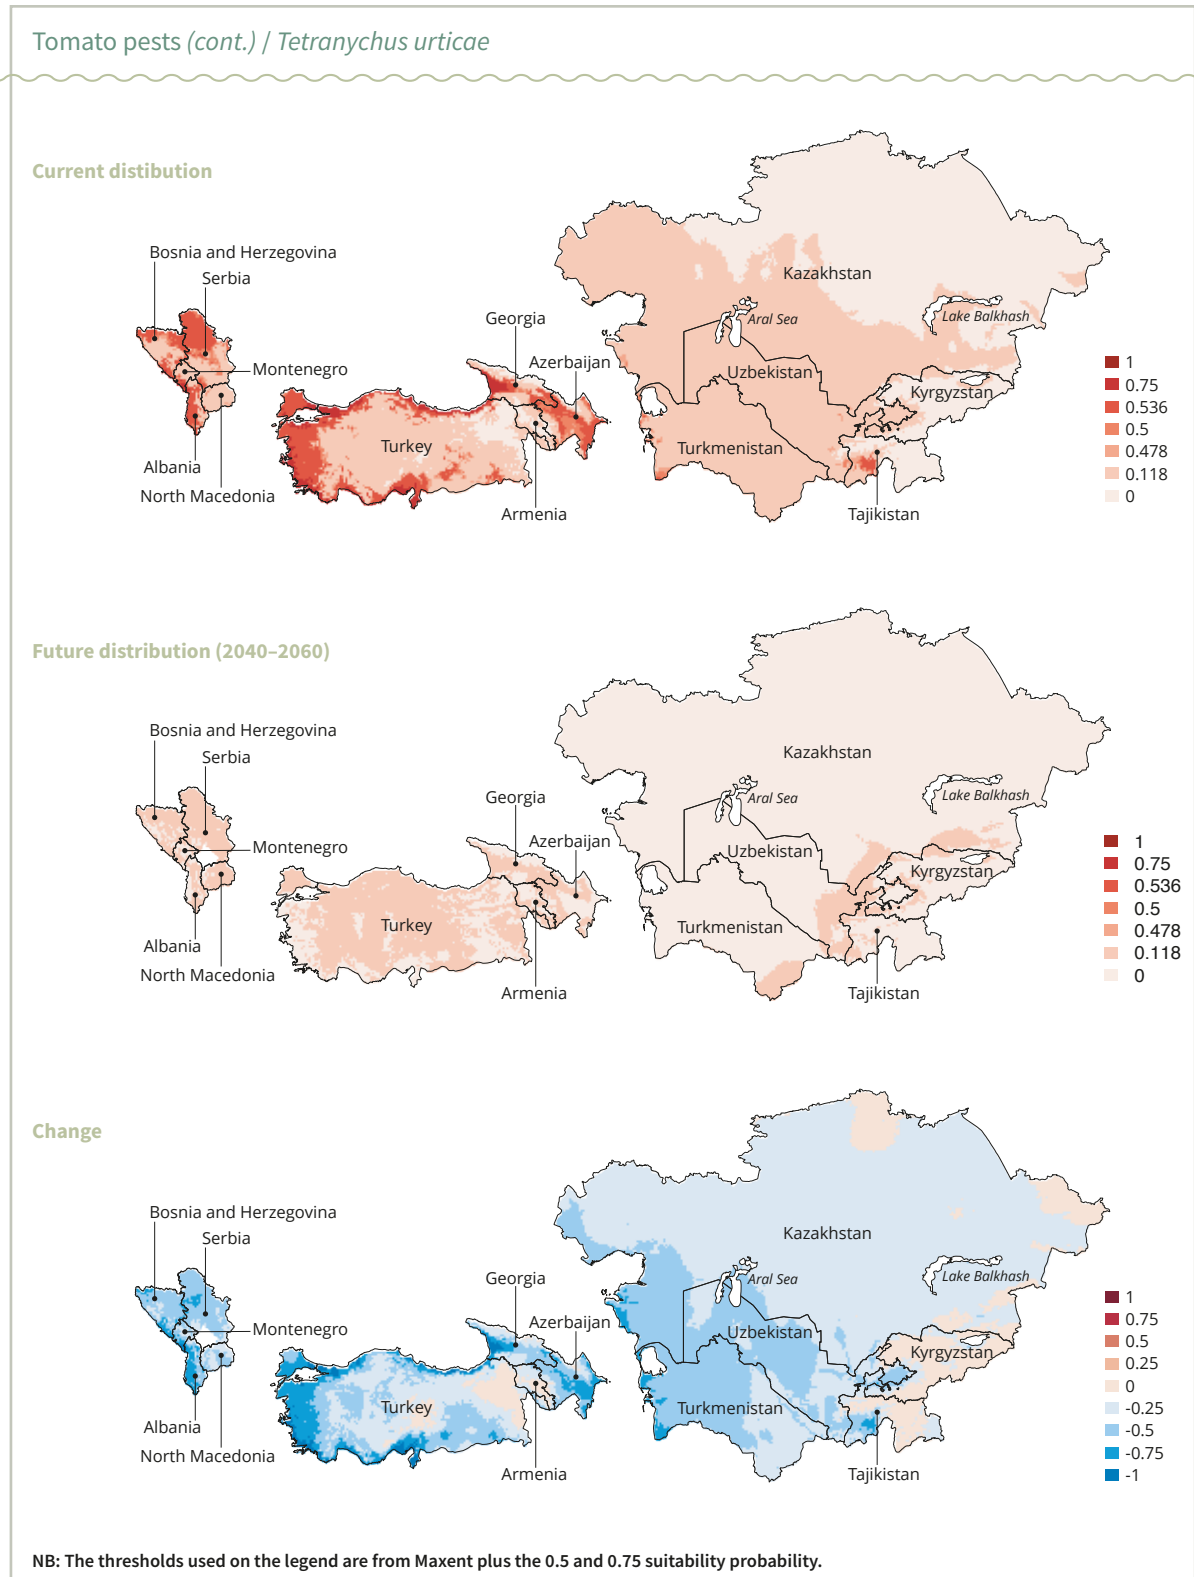 Tomato pests (cont.) / Tetranychus urticae
Current distibution
Bosnia and Herzegovina
Serbia
Montenegro
Albania
North Macedonia
Georgia
Azerbaijan
Turkey
Armenia
Kazakhstan
Aral Sea
Lake Balkhash
Uzbekistan
Kyrgyzstan
Turkmenistan
Tajikistan
1
0.75
0.536
0.5
0.478
0.118
0
Future distribution (2040–2060)
Bosnia and Herzegovina
Serbia
Montenegro
Albania
North Macedonia
Georgia
Azerbaijan
Turkey
Armenia
Kazakhstan
Aral Sea
Lake Balkhash
Uzbekistan
Kyrgyzstan
Turkmenistan
Tajikistan
1
0.75
0.536
0.5
0.478
0.118
0
Change
Bosnia and Herzegovina
Serbia
Montenegro
Albania
North Macedonia
Georgia
Azerbaijan
Turkey
Armenia
Kazakhstan
Aral Sea
Lake Balkhash
Uzbekistan
Kyrgyzstan
Turkmenistan
Tajikistan
1
0.75
0.5
0.25
0
-0.25
-0.5
-0.75
-1
NB: The thresholds used on the legend are from Maxent plus the 0.5 and 0.75 suitability probability.